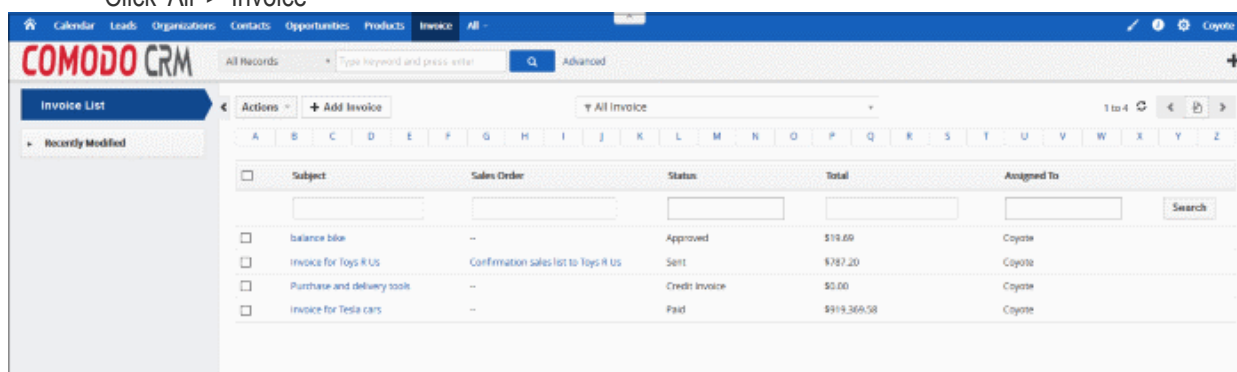 Click 'All' > 'Invoice'
Calendar Leads Organizations Contacts Opportunities Products Invoice All
Coyote
COMODO CRM
All Records Type keyword and press enter Advanced
Invoice List
Actions + Add Invoice All Invoice 1 to 4
Recently Modified
A B C D E F G H I J K L M N O P Q R S T U V W X Y Z
Subject Sales Order Status Total Assigned To
Search
balance bike -- Approved $19.69 Coyote
Invoice for Toys R Us Confirmation sales list to Toys R Us Sent $787.20 Coyote
Purchase and delivery tools -- Credit Invoice $0.00 Coyote
Invoice for Tesla cars -- Paid $919,369.58 Coyote